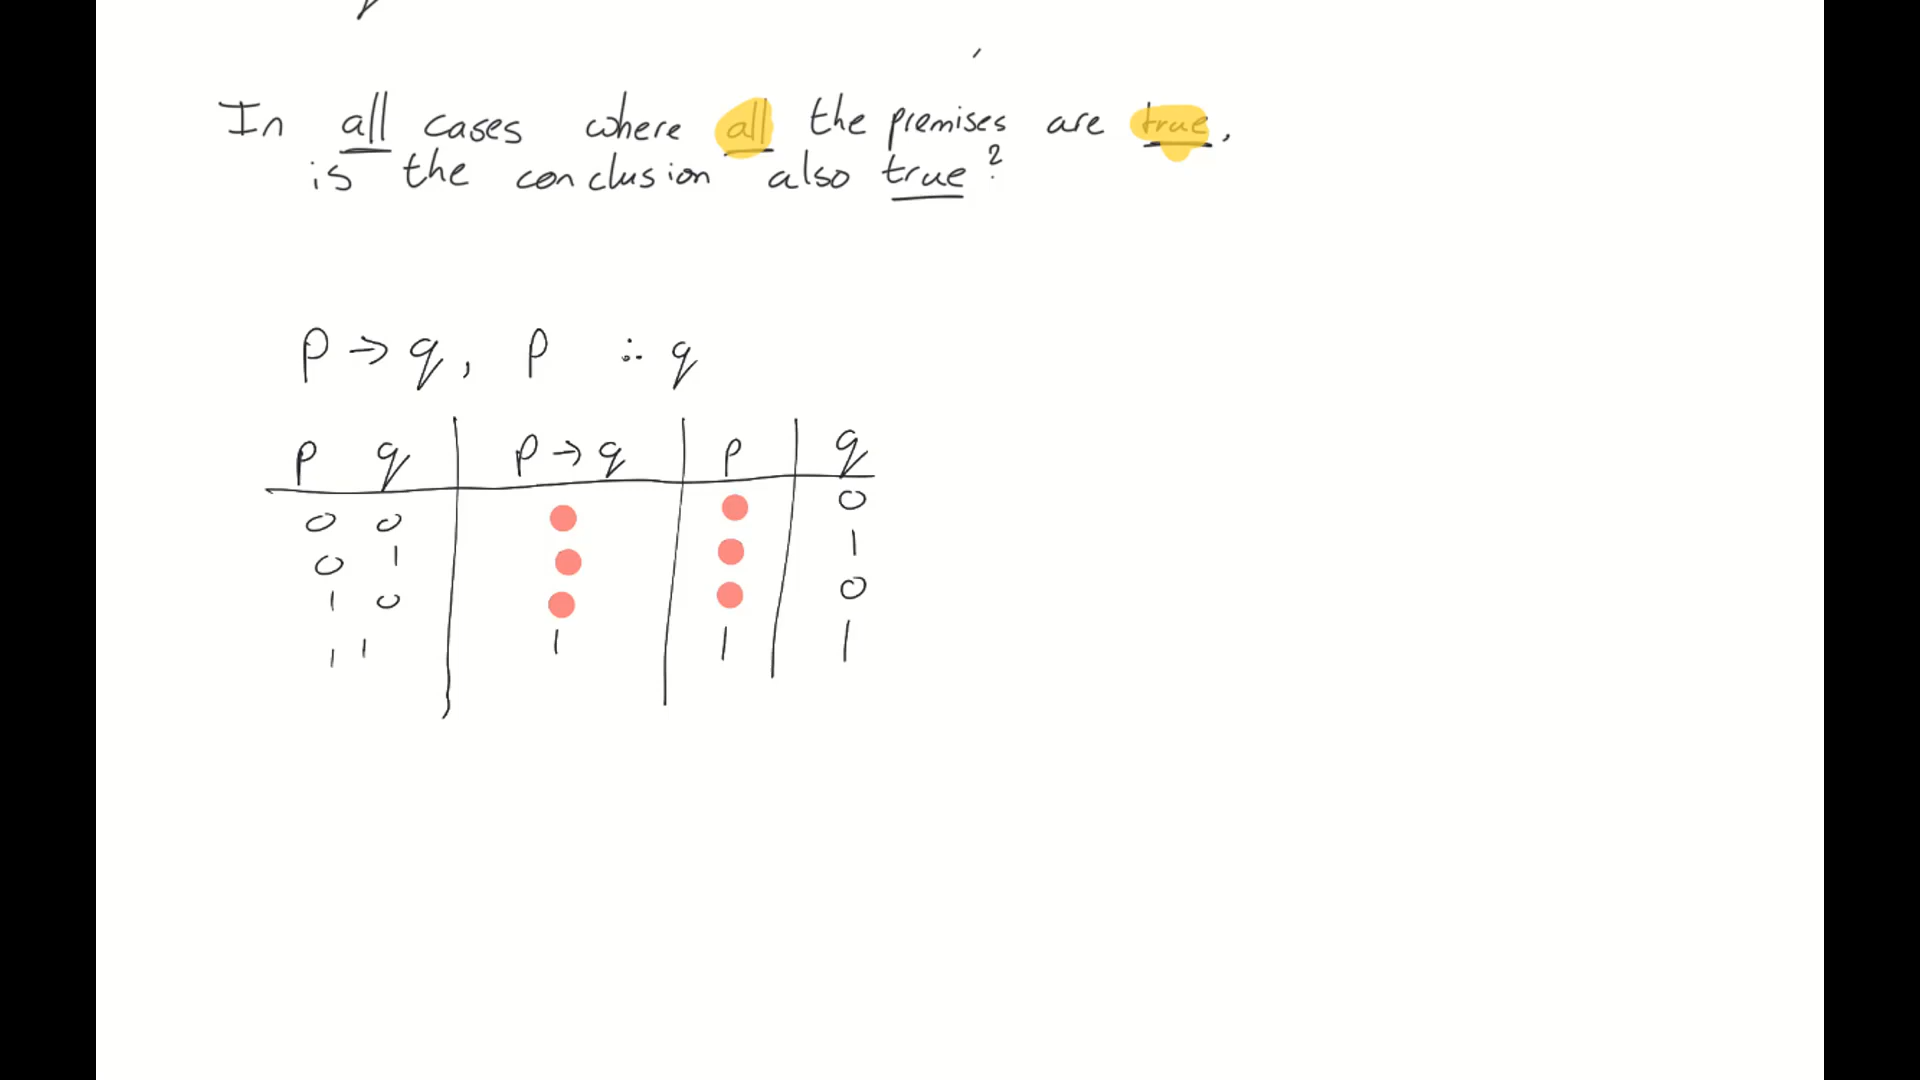 In all cases where all the premises are true,
is the conclusion also true?
p → q, p ∴ q
p q p → q p q
0 0 0
0 1 1
1 0 0
1 1 1 1 1